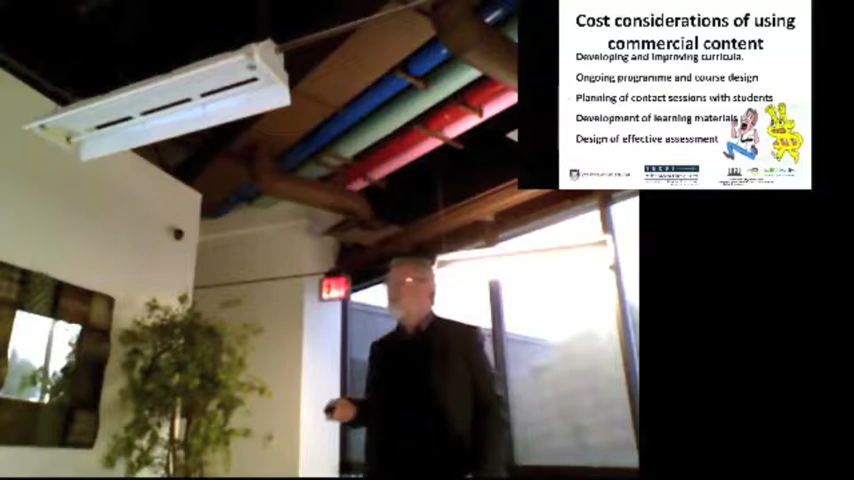 Cost considerations of using
commercial content
Developing and improving curricula.
Ongoing programme and course design
Planning of contact sessions with students
Development of learning materials
Design of effective assessment